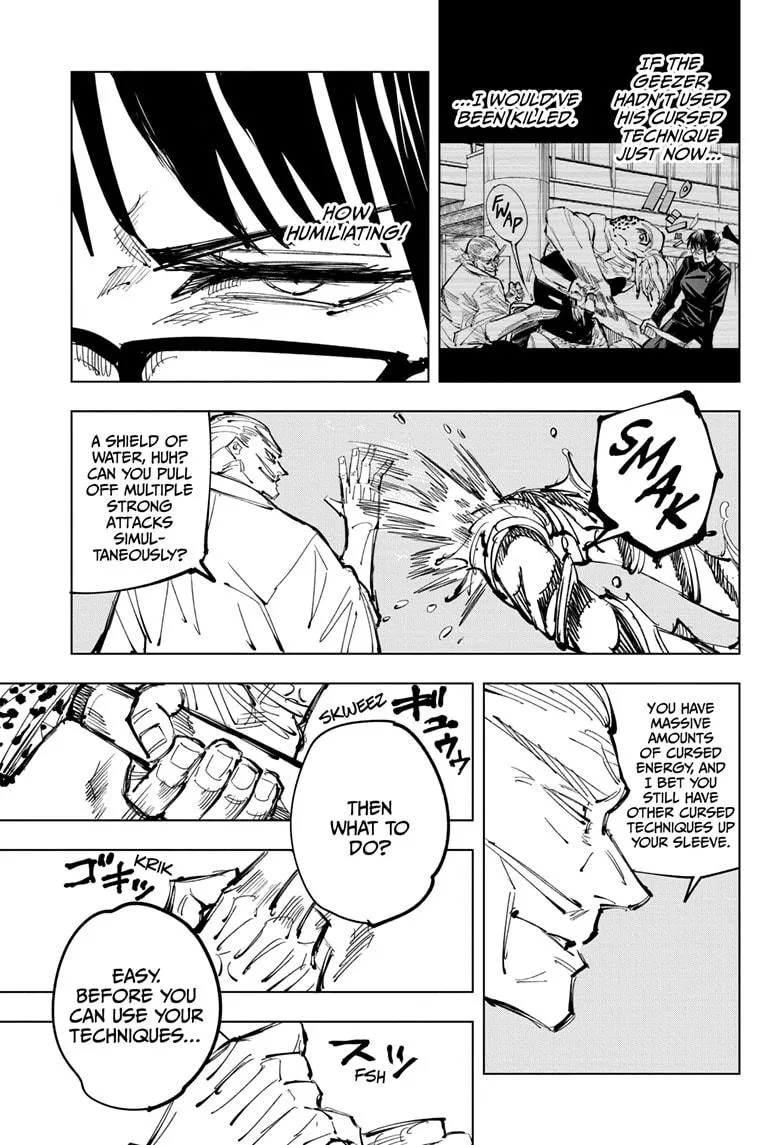 IF THE
GEEZER
HADN'T USED
HIS CURSED
TECHNIQUE
JUST NOW...
...I WOULD'VE
BEEN KILLED.
FWAP
HOW
HUMILIATING!
SMAK
A SHIELD OF
WATER, HUH?
CAN YOU PULL
OFF MULTIPLE
STRONG
ATTACKS
SIMUL-
TANEOUSLY?
YOU HAVE
MASSIVE
AMOUNTS
OF CURSED
ENERGY, AND
I BET YOU
STILL HAVE
OTHER CURSED
TECHNIQUES UP
YOUR SLEEVE.
ギュウウ
SKWEEZ
THEN
WHAT TO
DO?
ゴキッ
KRIK
EASY.
BEFORE YOU
CAN USE YOUR
TECHNIQUES...
スッ
FSH